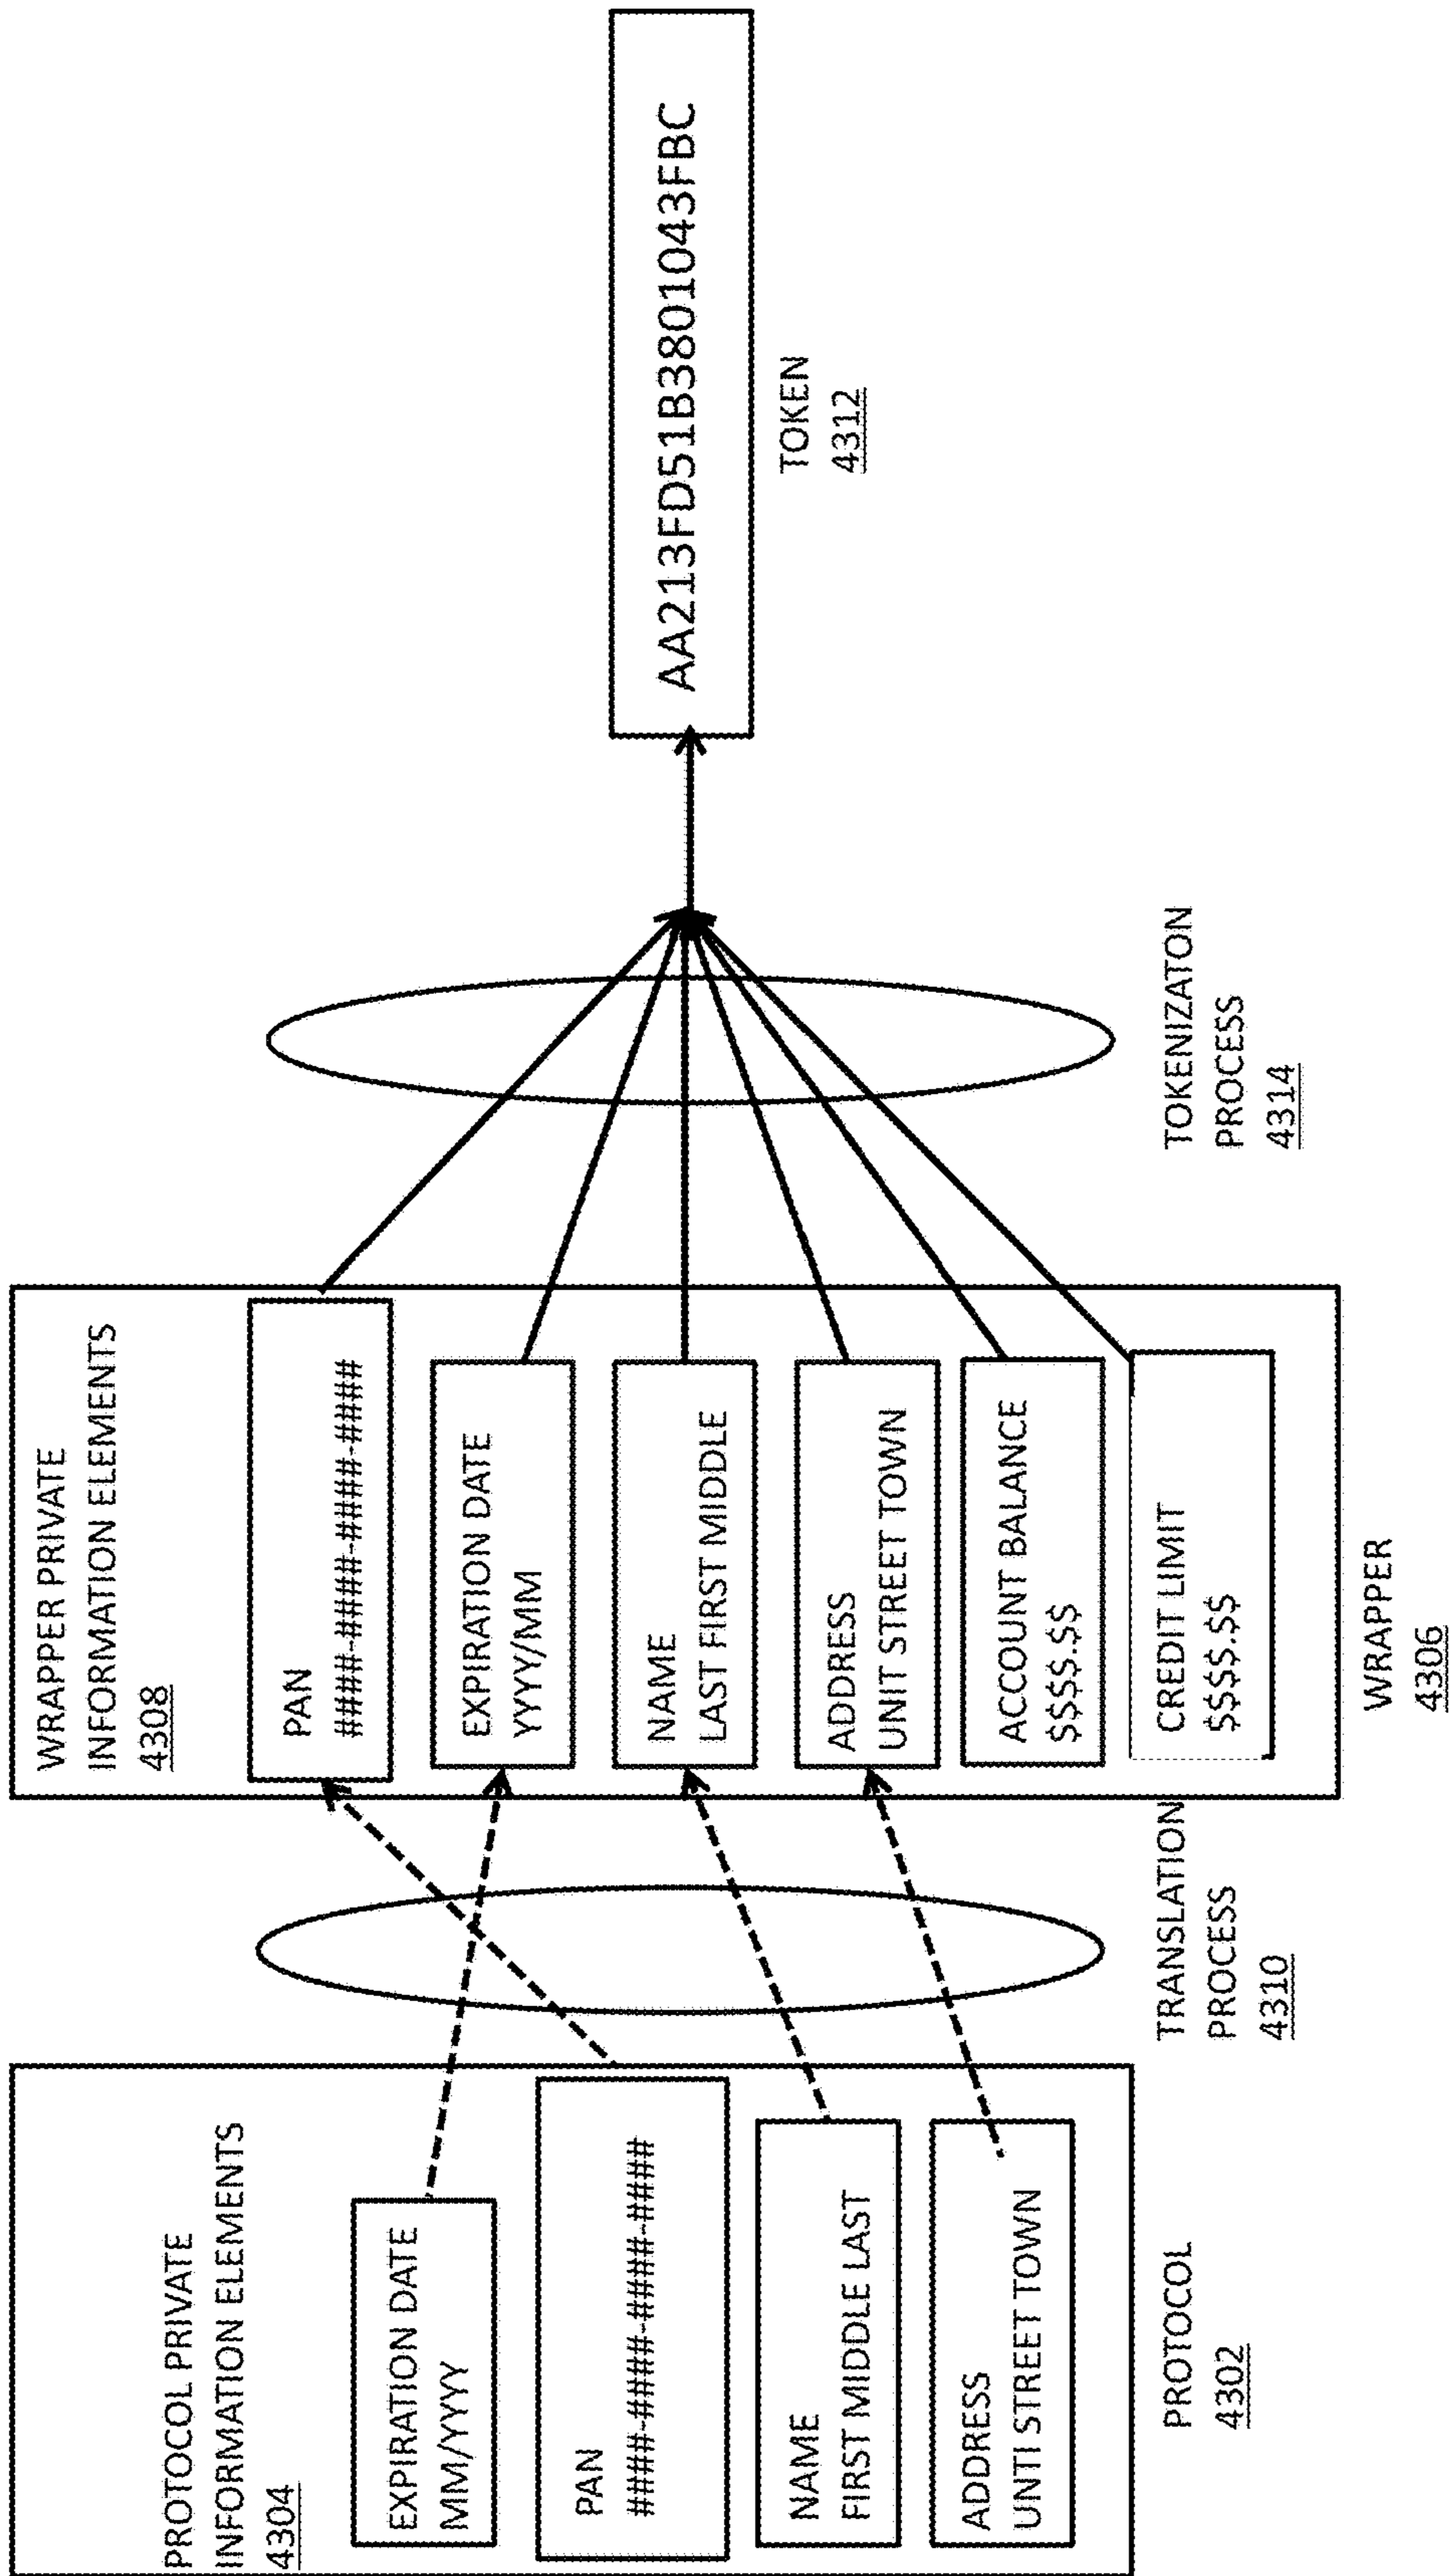 PROTOCOL PRIVATE
INFORMATION ELEMENTS
4304
EXPIRATION DATE
MM/YYYY
PAN
####-####-####-####
NAME
FIRST MIDDLE LAST
ADDRESS
UNTI STREET TOWN
PROTOCOL
4302
TRANSLATION
PROCESS
4310
WRAPPER PRIVATE
INFORMATION ELEMENTS
4308
PAN
####-####-####-####
EXPIRATION DATE
YYYY/MM
NAME
LAST FIRST MIDDLE
ADDRESS
UNIT STREET TOWN
ACCOUNT BALANCE
$$$$.$$
CREDIT LIMIT
$$$$.$$
WRAPPER
4306
TOKENIZATON
PROCESS
4314
AA213FD51B3801043FBC
TOKEN
4312